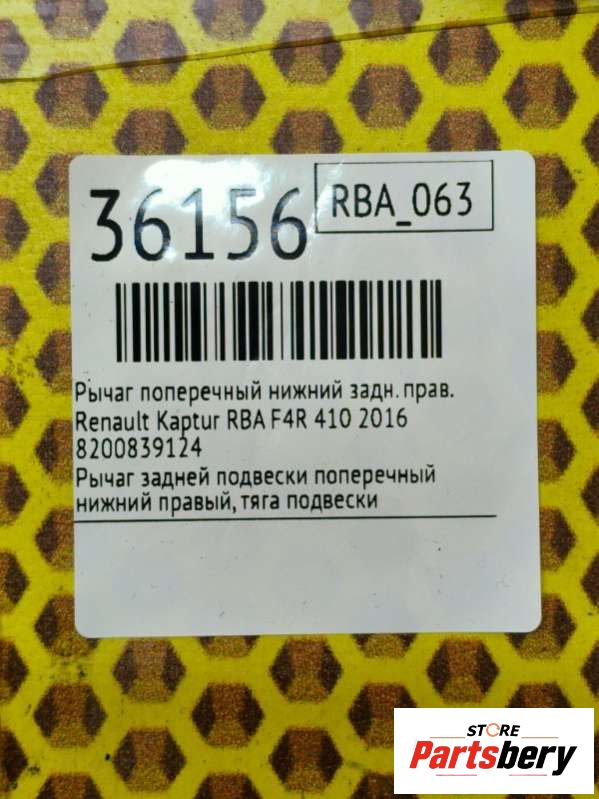 36156
RBA_063
Рычаг поперечный нижний задн. прав.
Renault Kaptur RBA F4R 410 2016
8200839124
Рычаг задней подвески поперечный
нижний правый, тяга подвески
STORE
Partsbery